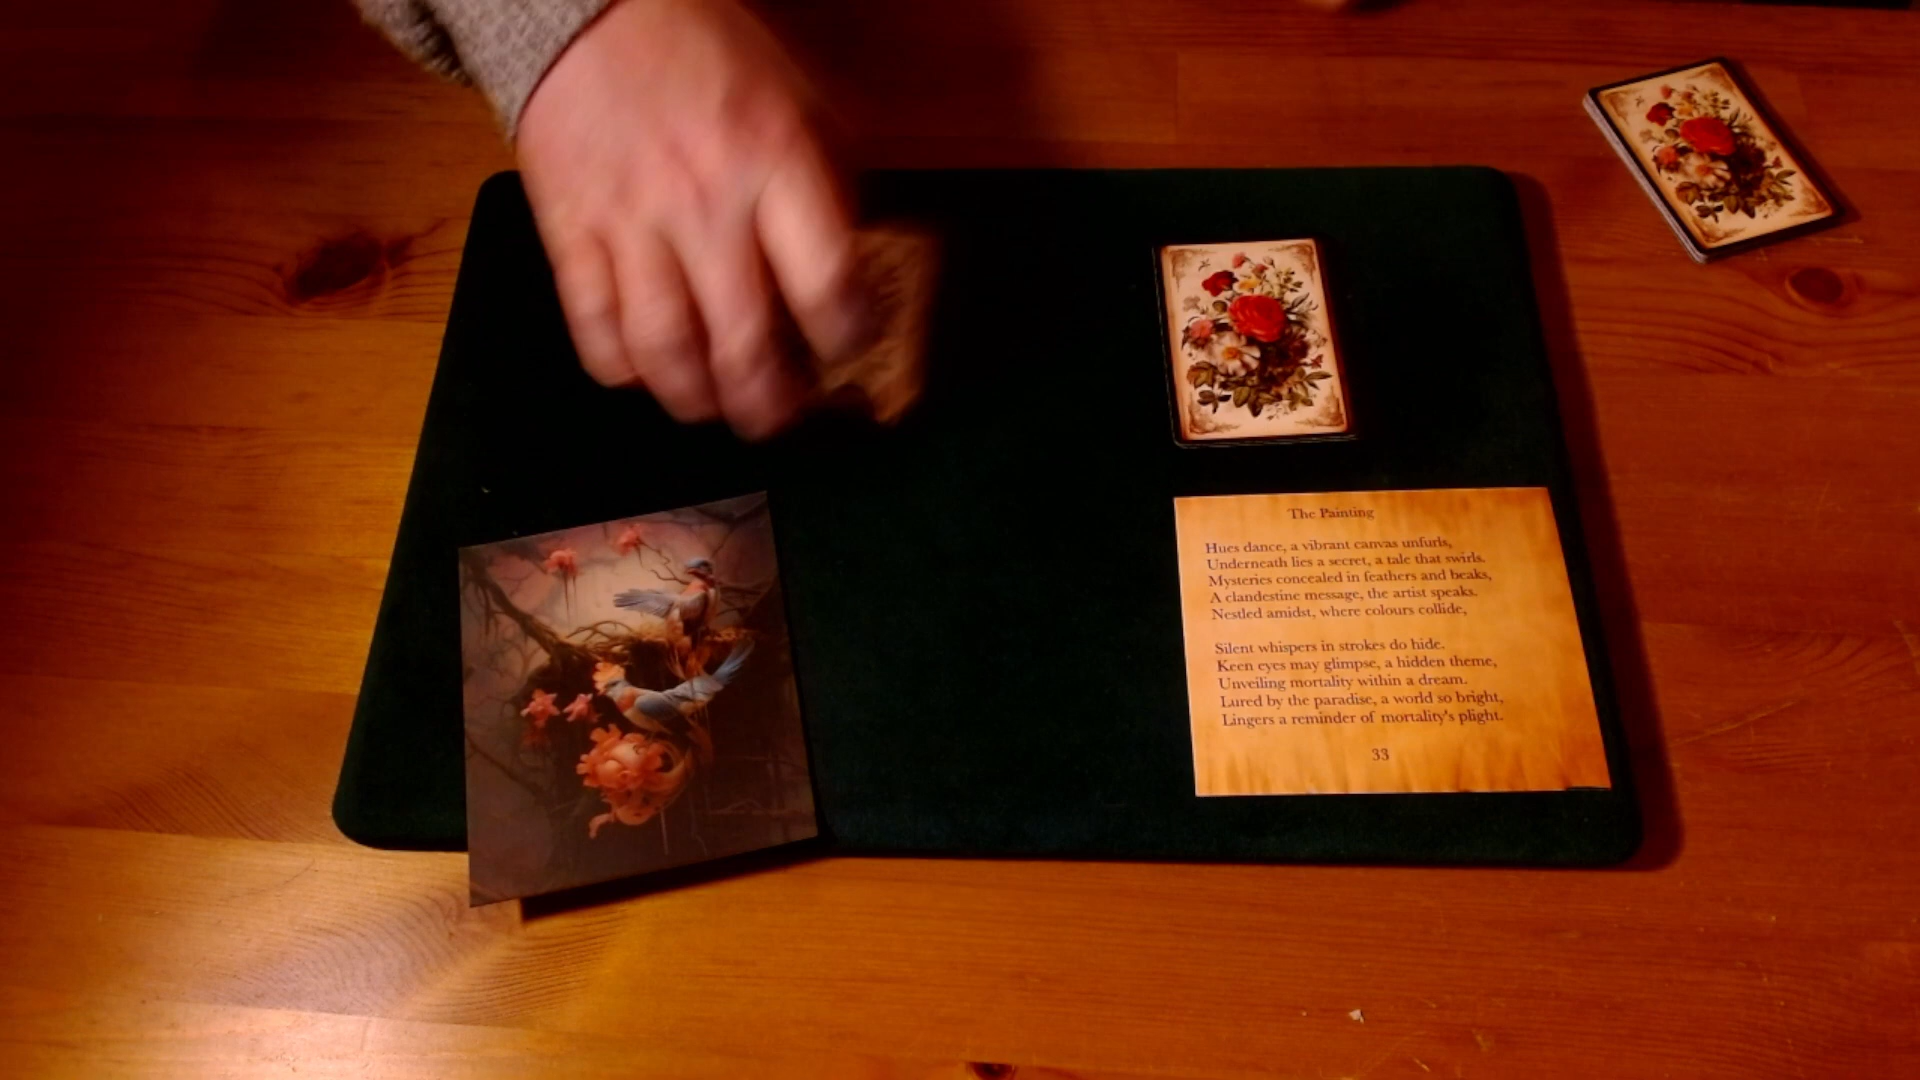 The Painting
Hues dance, a vibrant canvas unfurls,
Underneath lies a secret, a tale that swirls.
Mysteries concealed in feathers and beaks,
A clandestine message, the artist speaks.
Nestled amidst, where colours collide,
Silent whispers in strokes do hide.
Keen eyes may glimpse, a hidden theme,
Unveiling mortality within a dream.
Lured by the paradise, a world so bright,
Lingers a reminder of mortality's plight.
33